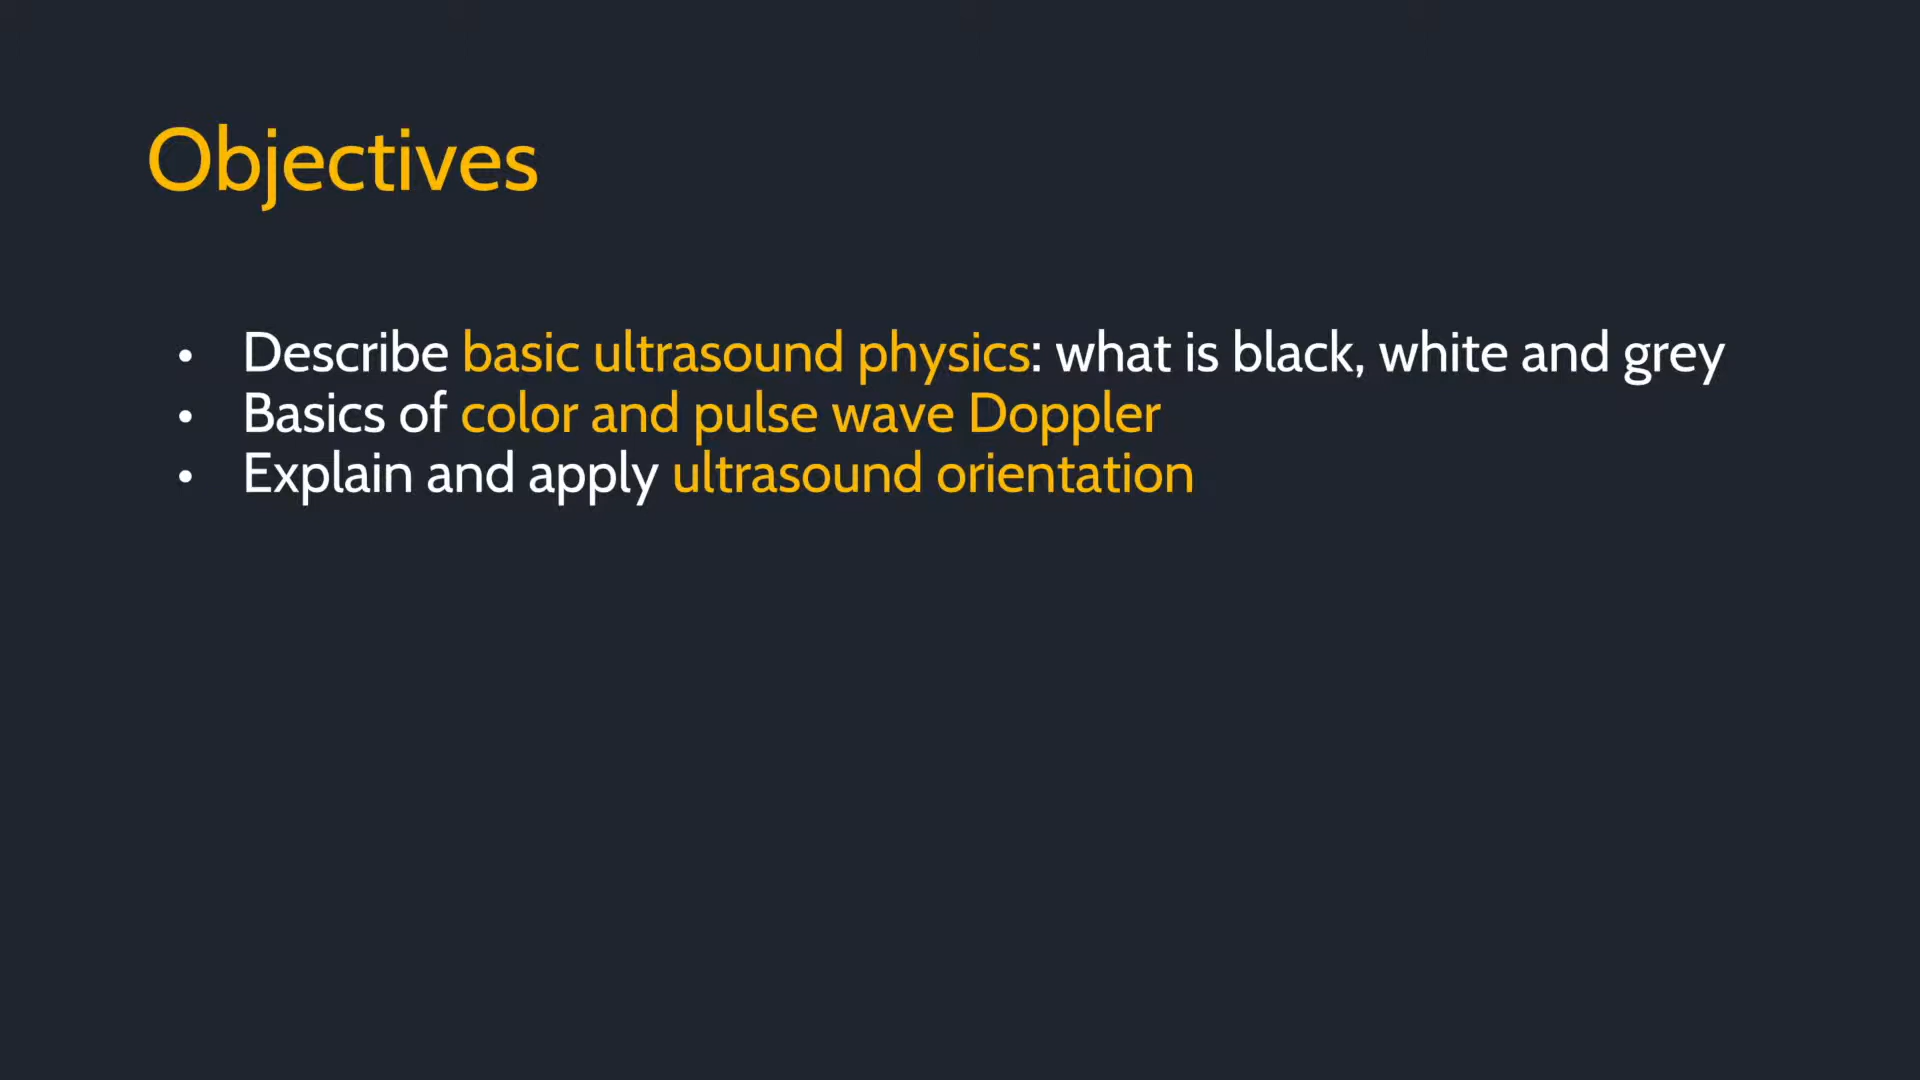 Objectives
• Describe basic ultrasound physics: what is black, white and grey
• Basics of color and pulse wave Doppler
• Explain and apply ultrasound orientation